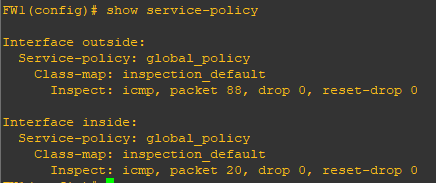 FW1(config)# show service-policy
Interface outside:
Service-policy: global_policy
Class-map: inspection_default
Inspect: icmp, packet 88, drop 0, reset-drop 0
Interface inside:
Service-policy: global_policy
Class-map: inspection_default
Inspect: icmp, packet 20, drop 0, reset-drop 0